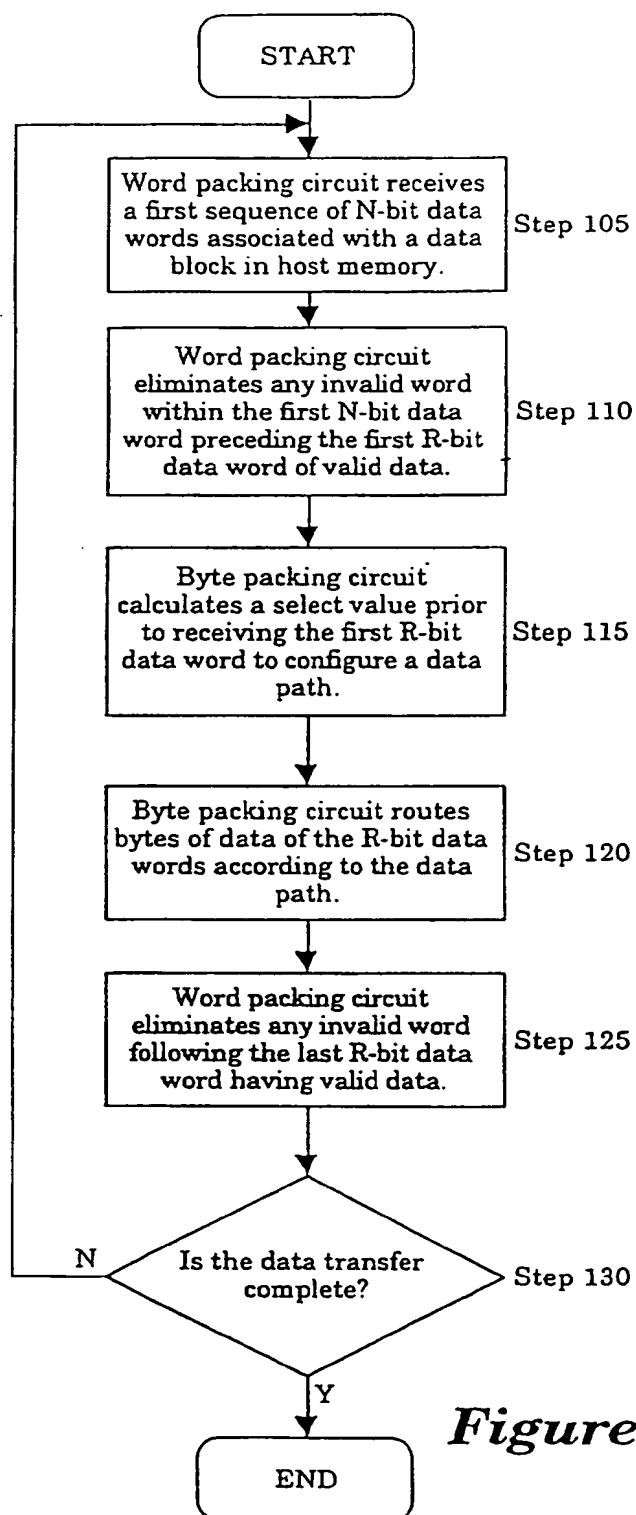 START
Word packing circuit receives
a first sequence of N-bit data
words associated with a data
block in host memory.
Step 105
Word packing circuit
eliminates any invalid word
within the first N-bit data
word preceding the first R-bit
data word of valid data.
Step 110
Byte packing circuit
calculates a select value prior
to receiving the first R-bit
data word to configure a data
path.
Step 115
Byte packing circuit routes
bytes of data of the R-bit data
words according to the data
path.
Step 120
Word packing circuit
eliminates any invalid word
following the last R-bit data
word having valid data.
Step 125
N
Is the data transfer
complete?
Step 130
Y
Figure
END